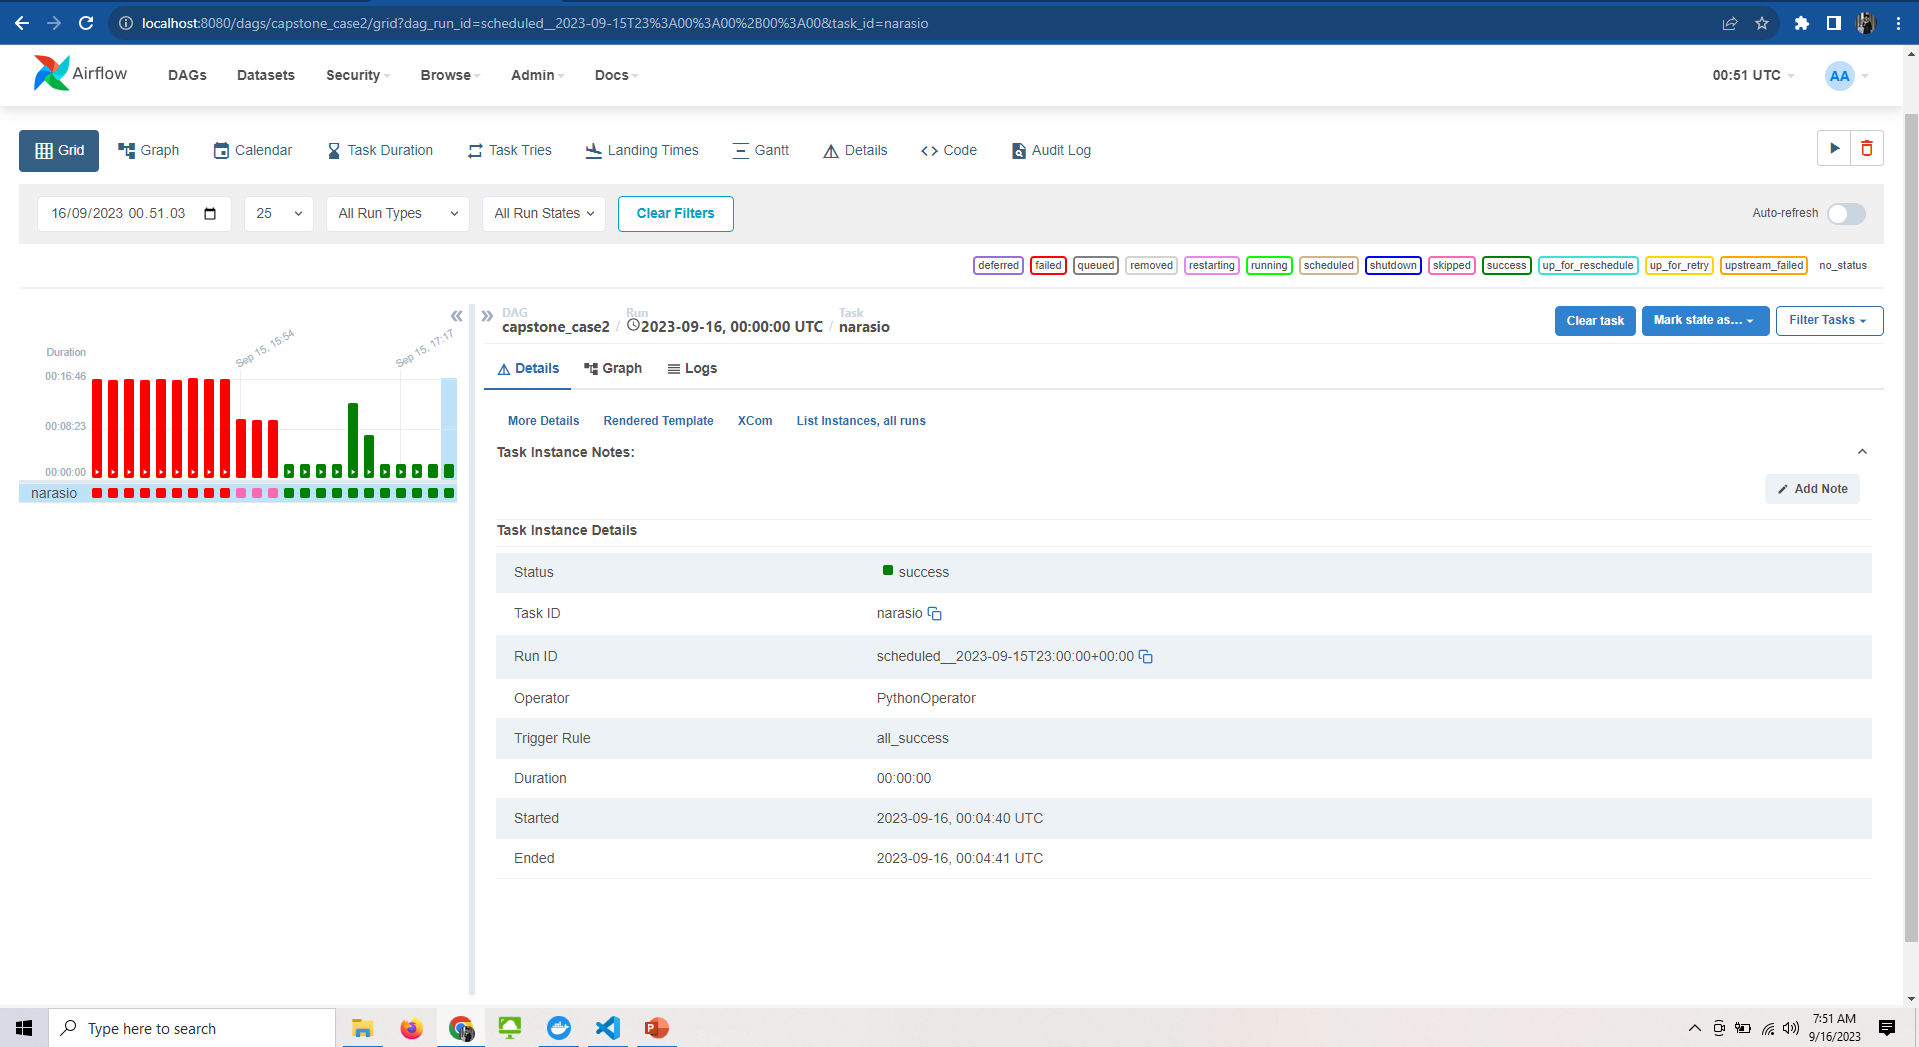 localhost:8080/dags/capstone_case2/grid?dag_run_id=scheduled__2023-09-15T23%3A00%3A00%2B00%3A00&task_id=narasio
Airflow DAGs Datasets Security Browse Admin Docs 00:51 UTC AA
Grid Graph Calendar Task Duration Task Tries Landing Times Gantt Details Code Audit Log
16/09/2023 00.51.03 25 All Run Types All Run States Clear Filters Auto-refresh
deferred failed queued removed restarting running scheduled shutdown skipped success up_for_reschedule up_for_retry upstream_failed no_status
DAG Run Task
capstone_case2 / 2023-09-16, 00:00:00 UTC / narasio
Clear task Mark state as... Filter Tasks
Sep 15, 15:54 Sep 15, 17:17
Duration
00:16:46
00:08:23
00:00:00
narasio
Details Graph Logs
More Details Rendered Template XCom List Instances, all runs
Task Instance Notes:
Add Note
Task Instance Details
Status success
Task ID narasio
Run ID scheduled__2023-09-15T23:00:00+00:00
Operator PythonOperator
Trigger Rule all_success
Duration 00:00:00
Started 2023-09-16, 00:04:40 UTC
Ended 2023-09-16, 00:04:41 UTC
Type here to search
7:51 AM
9/16/2023